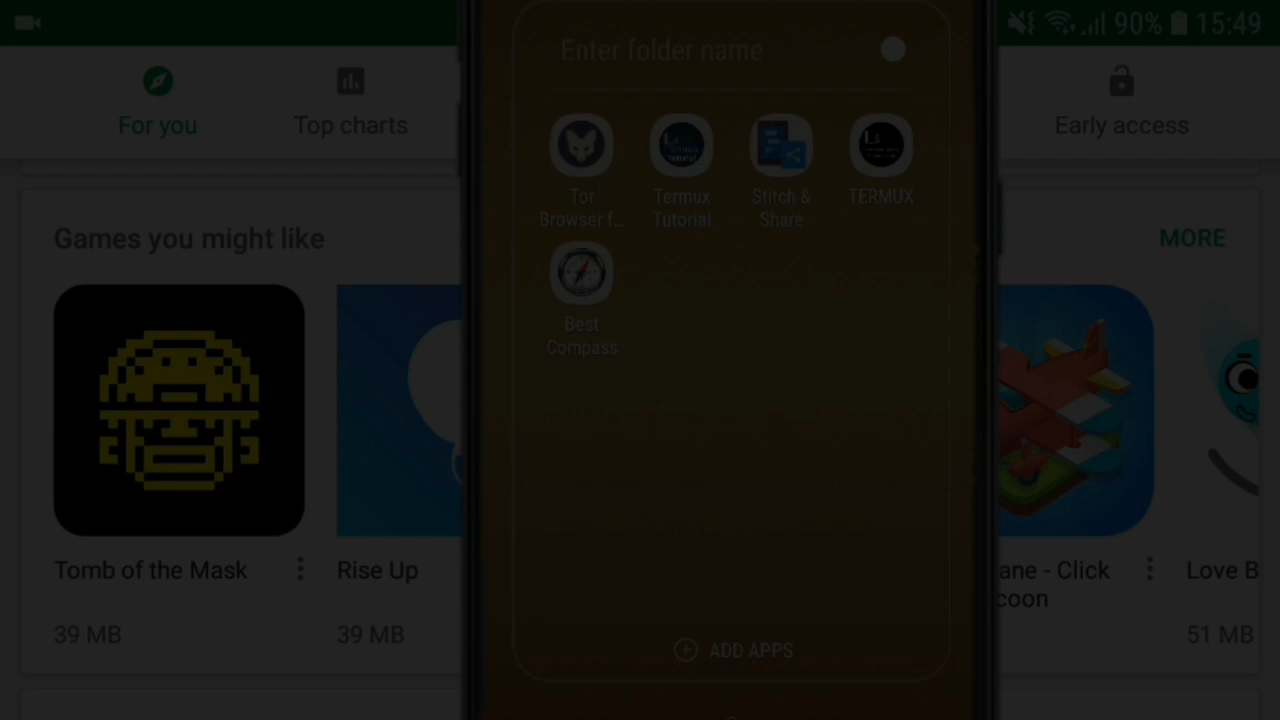 90% 15:49
For you
Top charts
Early access
Enter folder name
Tor
Browser f...
Termux
Tutorial
Stitch &
Share
TERMUX
Best
Compass
ADD APPS
Games you might like
MORE
Tomb of the Mask
39 MB
Rise Up
39 MB
ane - Click
coon
Love B
51 MB